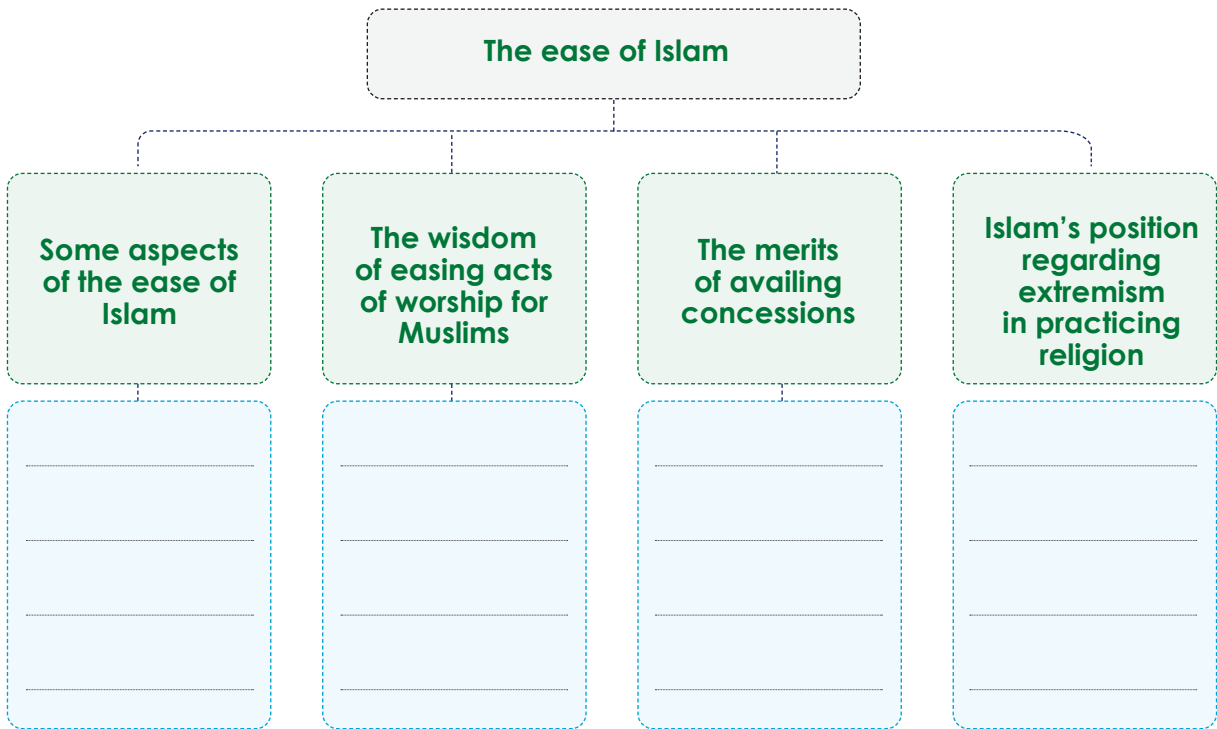 The ease of Islam
Some aspects
of the ease of
Islam
The wisdom
of easing acts
of worship for
Muslims
The merits
of availing
concessions
Islam’s position
regarding
extremism
in practicing
religion